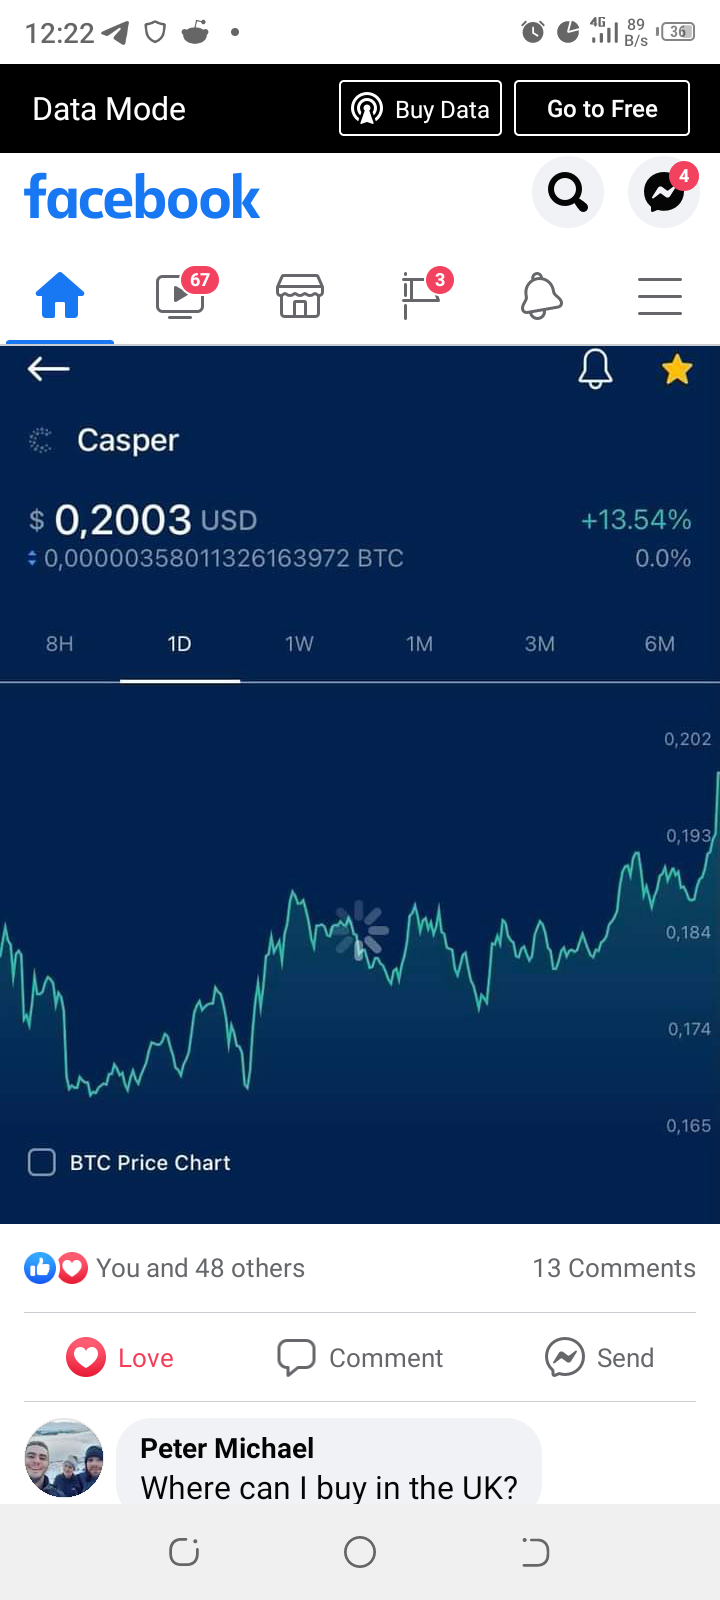 12:22
4G
89
B/s
36
Data Mode
Buy Data
Go to Free
facebook
4
67
3
Casper
$ 0,2003 USD
+13.54%
0,00000358011326163972 BTC
0.0%
8H 1D 1W 1M 3M 6M
0,202
0,193
0,184
0,174
0,165
BTC Price Chart
You and 48 others
13 Comments
Love
Comment
Send
Peter Michael
Where can I buy in the UK?